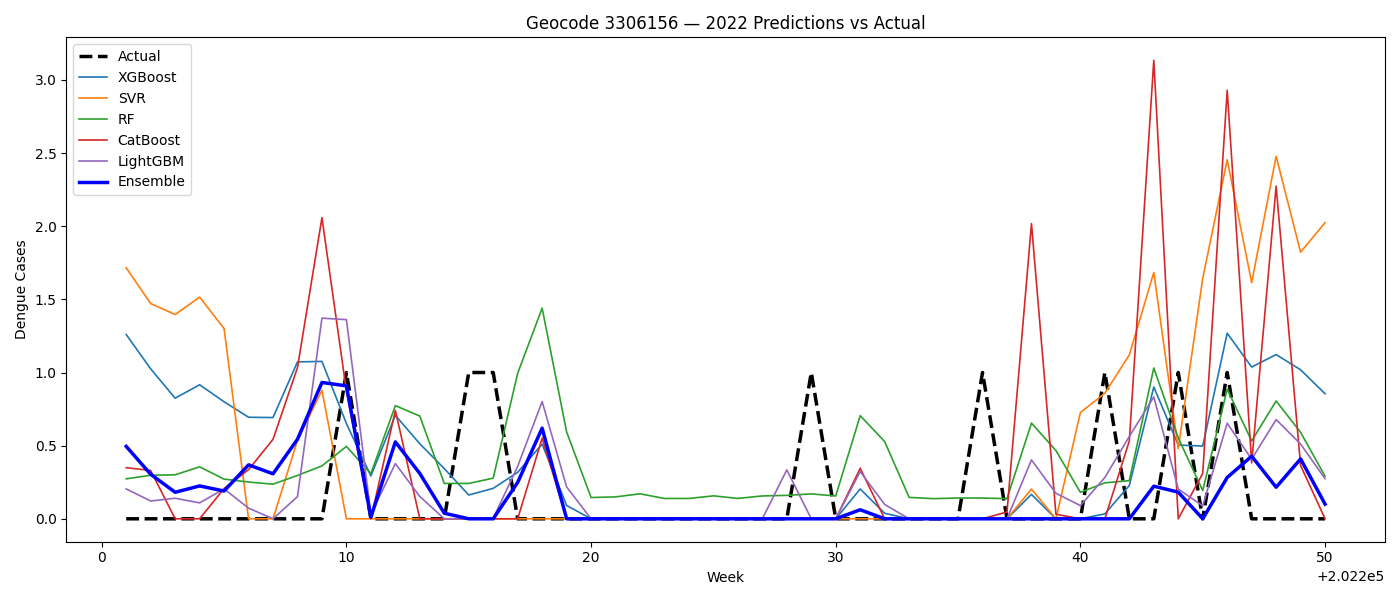 Geocode 3306156 — 2022 Predictions vs Actual
Actual
XGBoost
SVR
RF
CatBoost
LightGBM
Ensemble
Dengue Cases
3.0
2.5
2.0
1.5
1.0
0.5
0.0
0 10 20 30 40 50
Week
+2.022e5